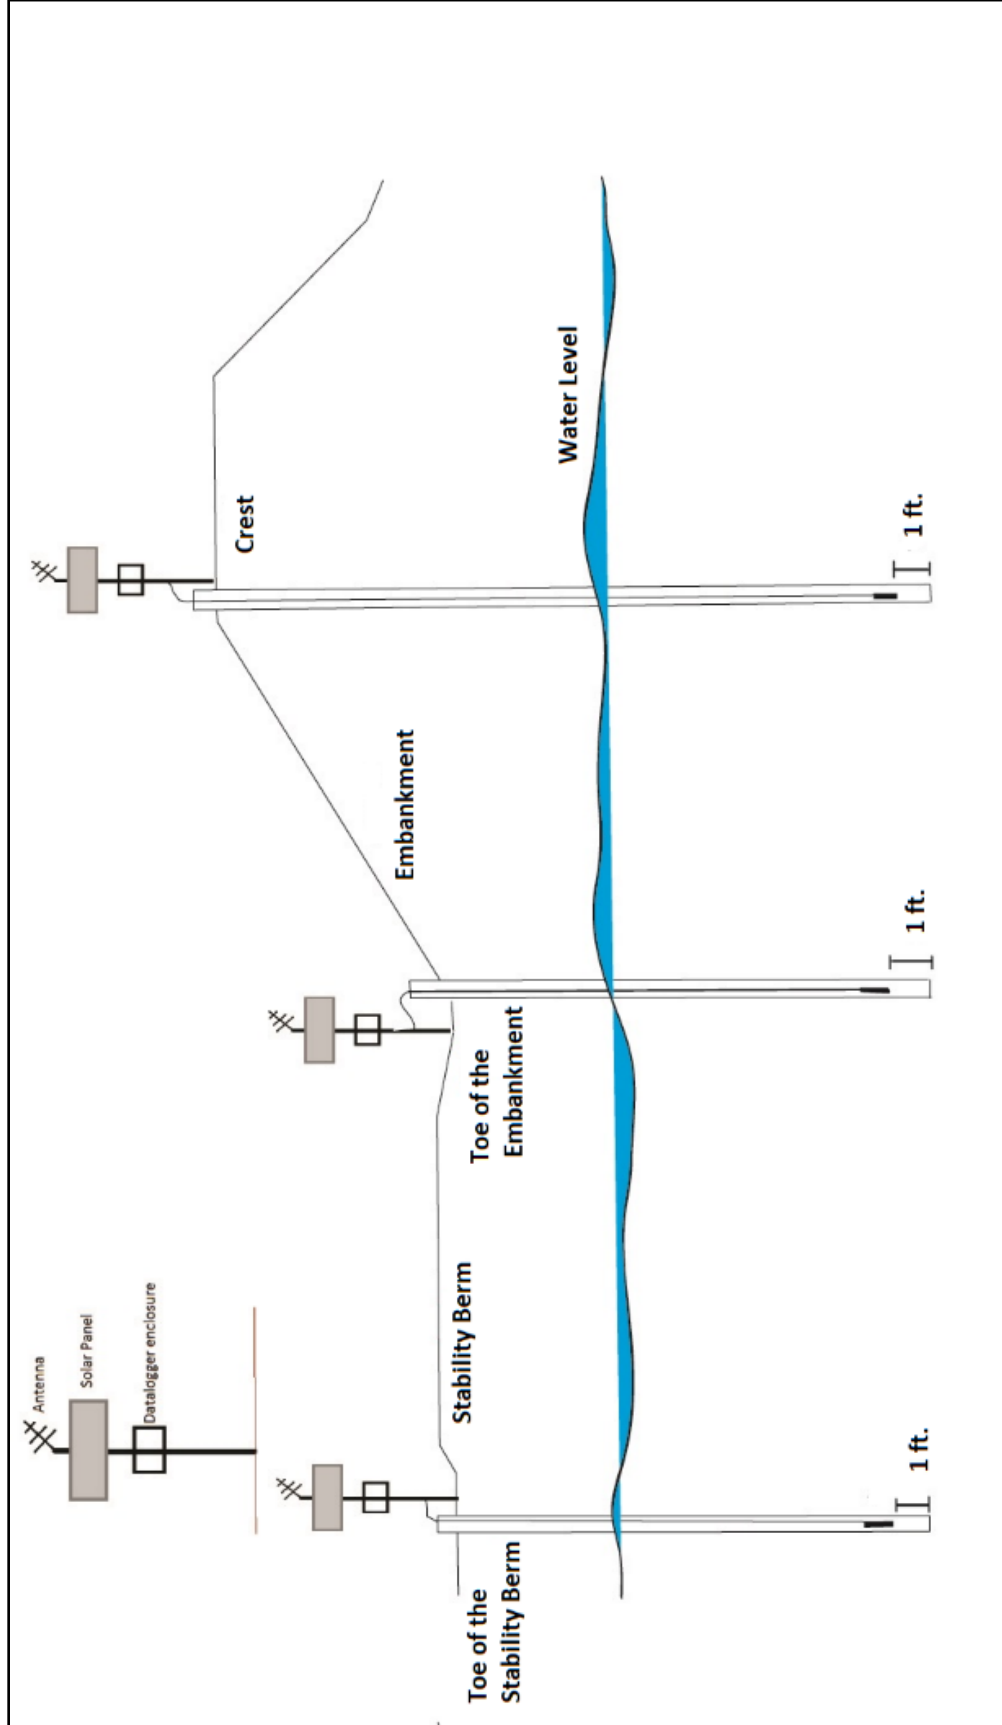 Antenna
Solar Panel
Datalogger enclosure
Crest
Embankment
Water Level
Toe of the
Embankment
Stability Berm
Toe of the
Stability Berm
1 ft.
1 ft.
1 ft.